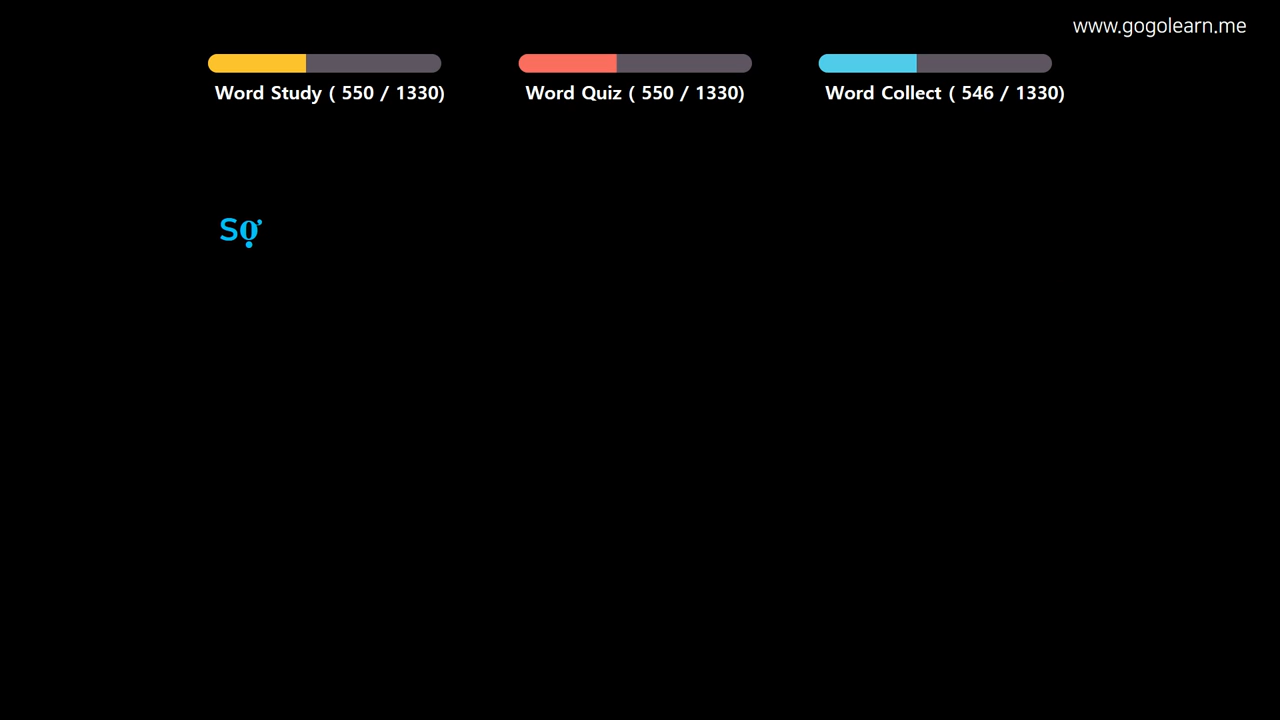 www.gogolearn.me
Word Study ( 550 / 1330)
Word Quiz ( 550 / 1330)
Word Collect ( 546 / 1330)
Sợ